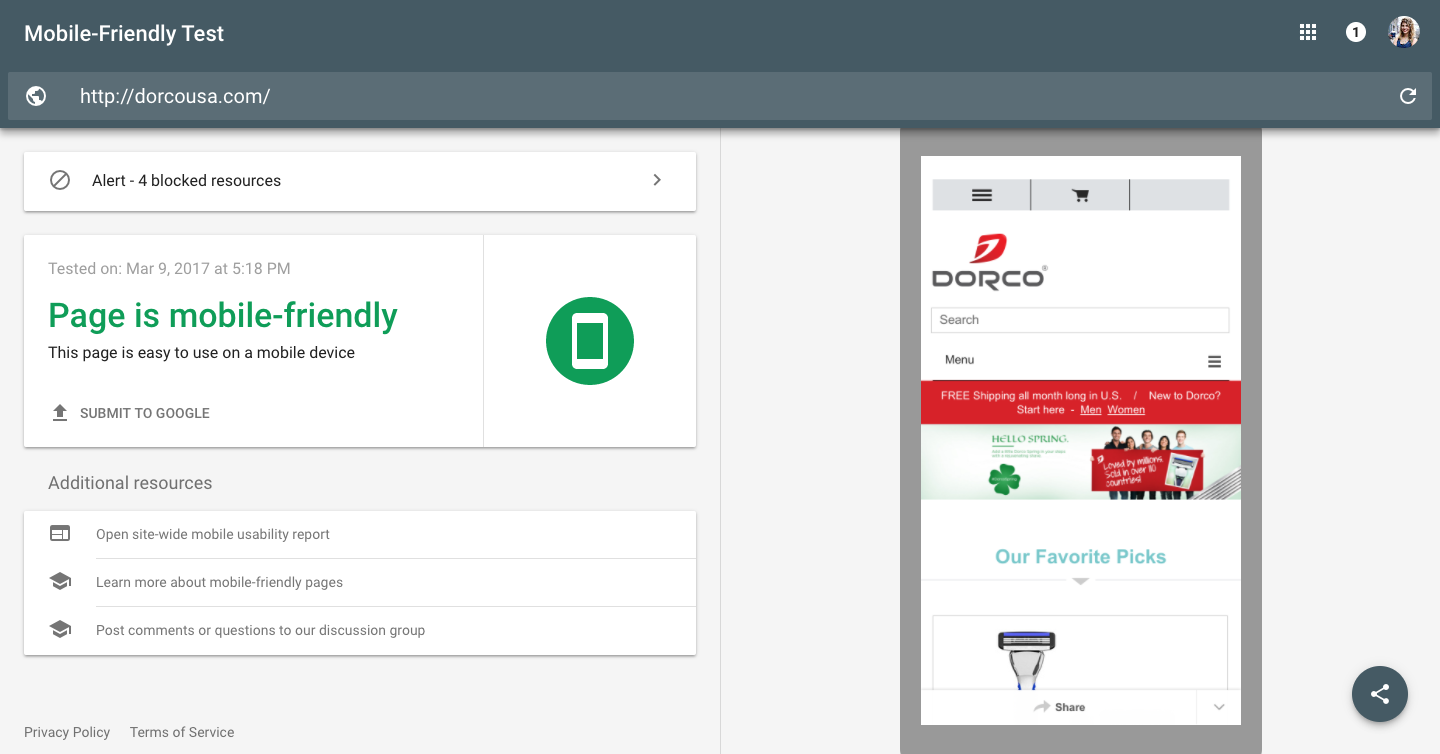 Mobile-Friendly Test
1
http://dorcousa.com/
Alert - 4 blocked resources
Tested on: Mar 9, 2017 at 5:18 PM
Page is mobile-friendly
This page is easy to use on a mobile device
SUBMIT TO GOOGLE
Additional resources
Open site-wide mobile usability report
Learn more about mobile-friendly pages
Post comments or questions to our discussion group
Privacy Policy Terms of Service
DORCO®
Search
Menu
FREE Shipping all month long in U.S. / New to Dorco?
Start here - Men Women
HELLO SPRING.
Loved by millions
Sold in over 110
countries!
Our Favorite Picks
Share